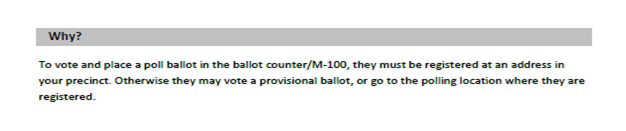 Why?
To vote and place a poll ballot in the ballot counter/M-100, they must be registered at an address in
your precinct. Otherwise they may vote a provisional ballot, or go to the polling location where they are
registered.